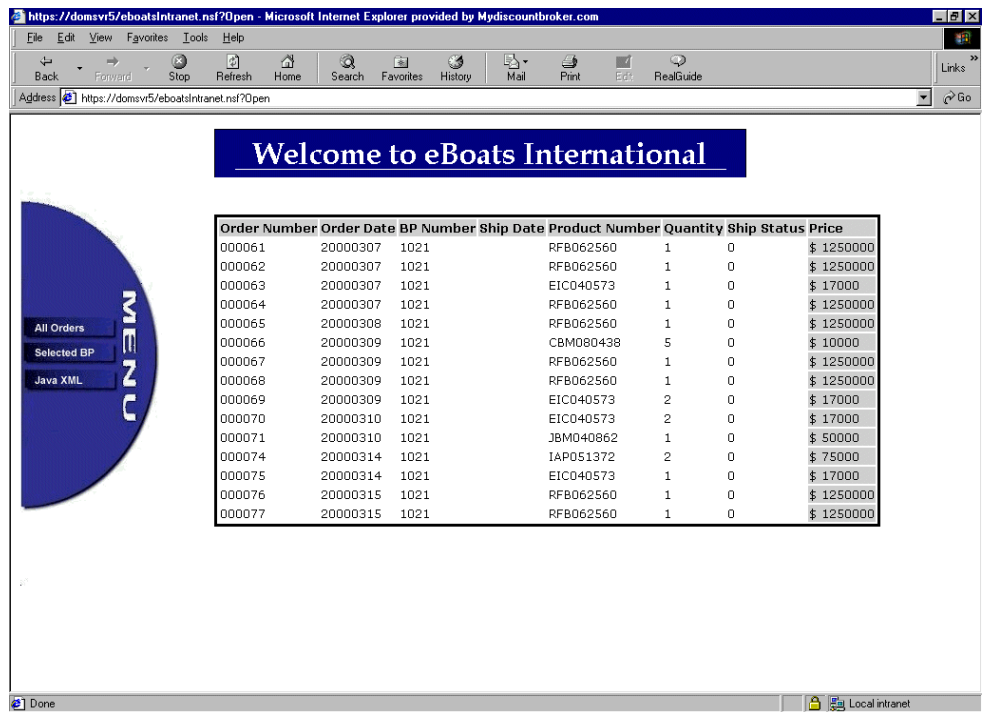 https://domsvr5/eboatsIntranet.nsf?Open - Microsoft Internet Explorer provided by Mydiscountbroker.com
File Edit View Favorites Tools Help
Back Forward Stop Refresh Home Search Favorites History Mail Print Edit RealGuide Links »
Address https://domsvr5/eboatsIntranet.nsf?Open Go
Welcome to eBoats International
MENU
All Orders
Selected BP
Java XML
Order Number Order Date BP Number Ship Date Product Number Quantity Ship Status Price
000061 20000307 1021 RFB062560 1 0 $ 1250000
000062 20000307 1021 RFB062560 1 0 $ 1250000
000063 20000307 1021 EIC040573 1 0 $ 17000
000064 20000307 1021 RFB062560 1 0 $ 1250000
000065 20000308 1021 RFB062560 1 0 $ 1250000
000066 20000309 1021 CBM080438 5 0 $ 10000
000067 20000309 1021 RFB062560 1 0 $ 1250000
000068 20000309 1021 RFB062560 1 0 $ 1250000
000069 20000309 1021 EIC040573 2 0 $ 17000
000070 20000310 1021 EIC040573 2 0 $ 17000
000071 20000310 1021 JBM040862 1 0 $ 50000
000074 20000314 1021 IAP051372 2 0 $ 75000
000075 20000314 1021 EIC040573 1 0 $ 17000
000076 20000315 1021 RFB062560 1 0 $ 1250000
000077 20000315 1021 RFB062560 1 0 $ 1250000
Done Local intranet